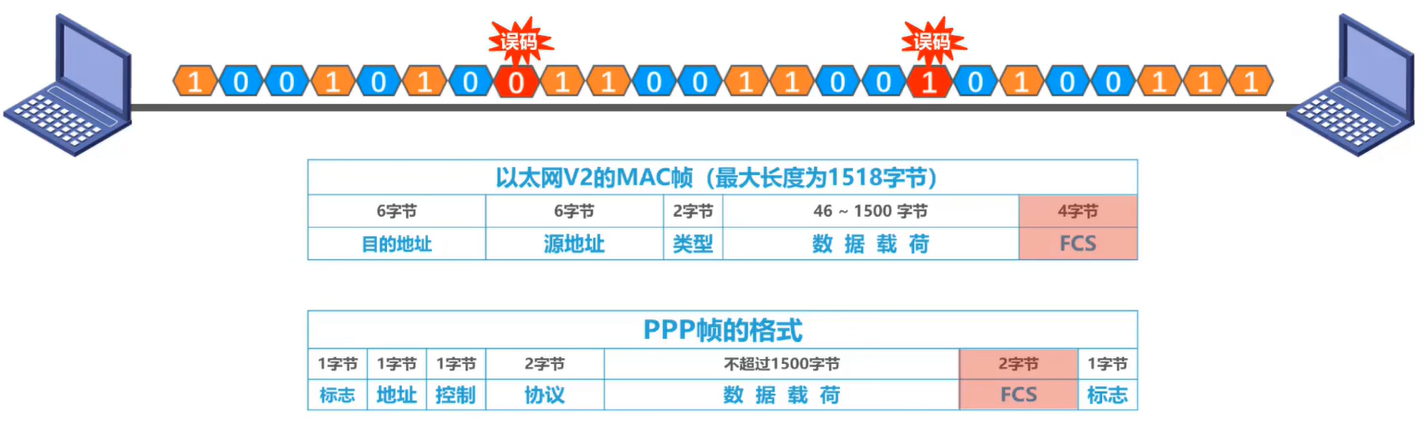 误码 误码
1 0 0 1 0 1 0 0 1 1 0 0 1 1 0 0 1 0 1 0 0 1 1 1
以太网V2的MAC帧（最大长度为1518字节）
6字节 6字节 2字节 46 ~ 1500 字节 4字节
目的地址 源地址 类型 数 据 载 荷 FCS
PPP帧的格式
1字节 1字节 1字节 2字节 不超过1500字节 2字节 1字节
标志 地址 控制 协议 数 据 载 荷 FCS 标志